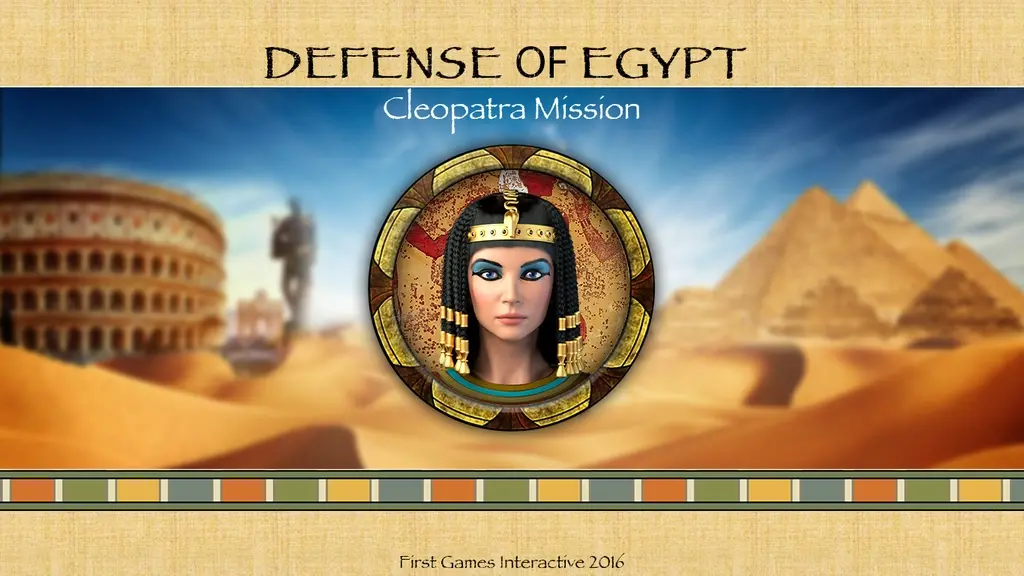 DEFENSE OF EGYPT
Cleopatra Mission
First Games Interactive 2016